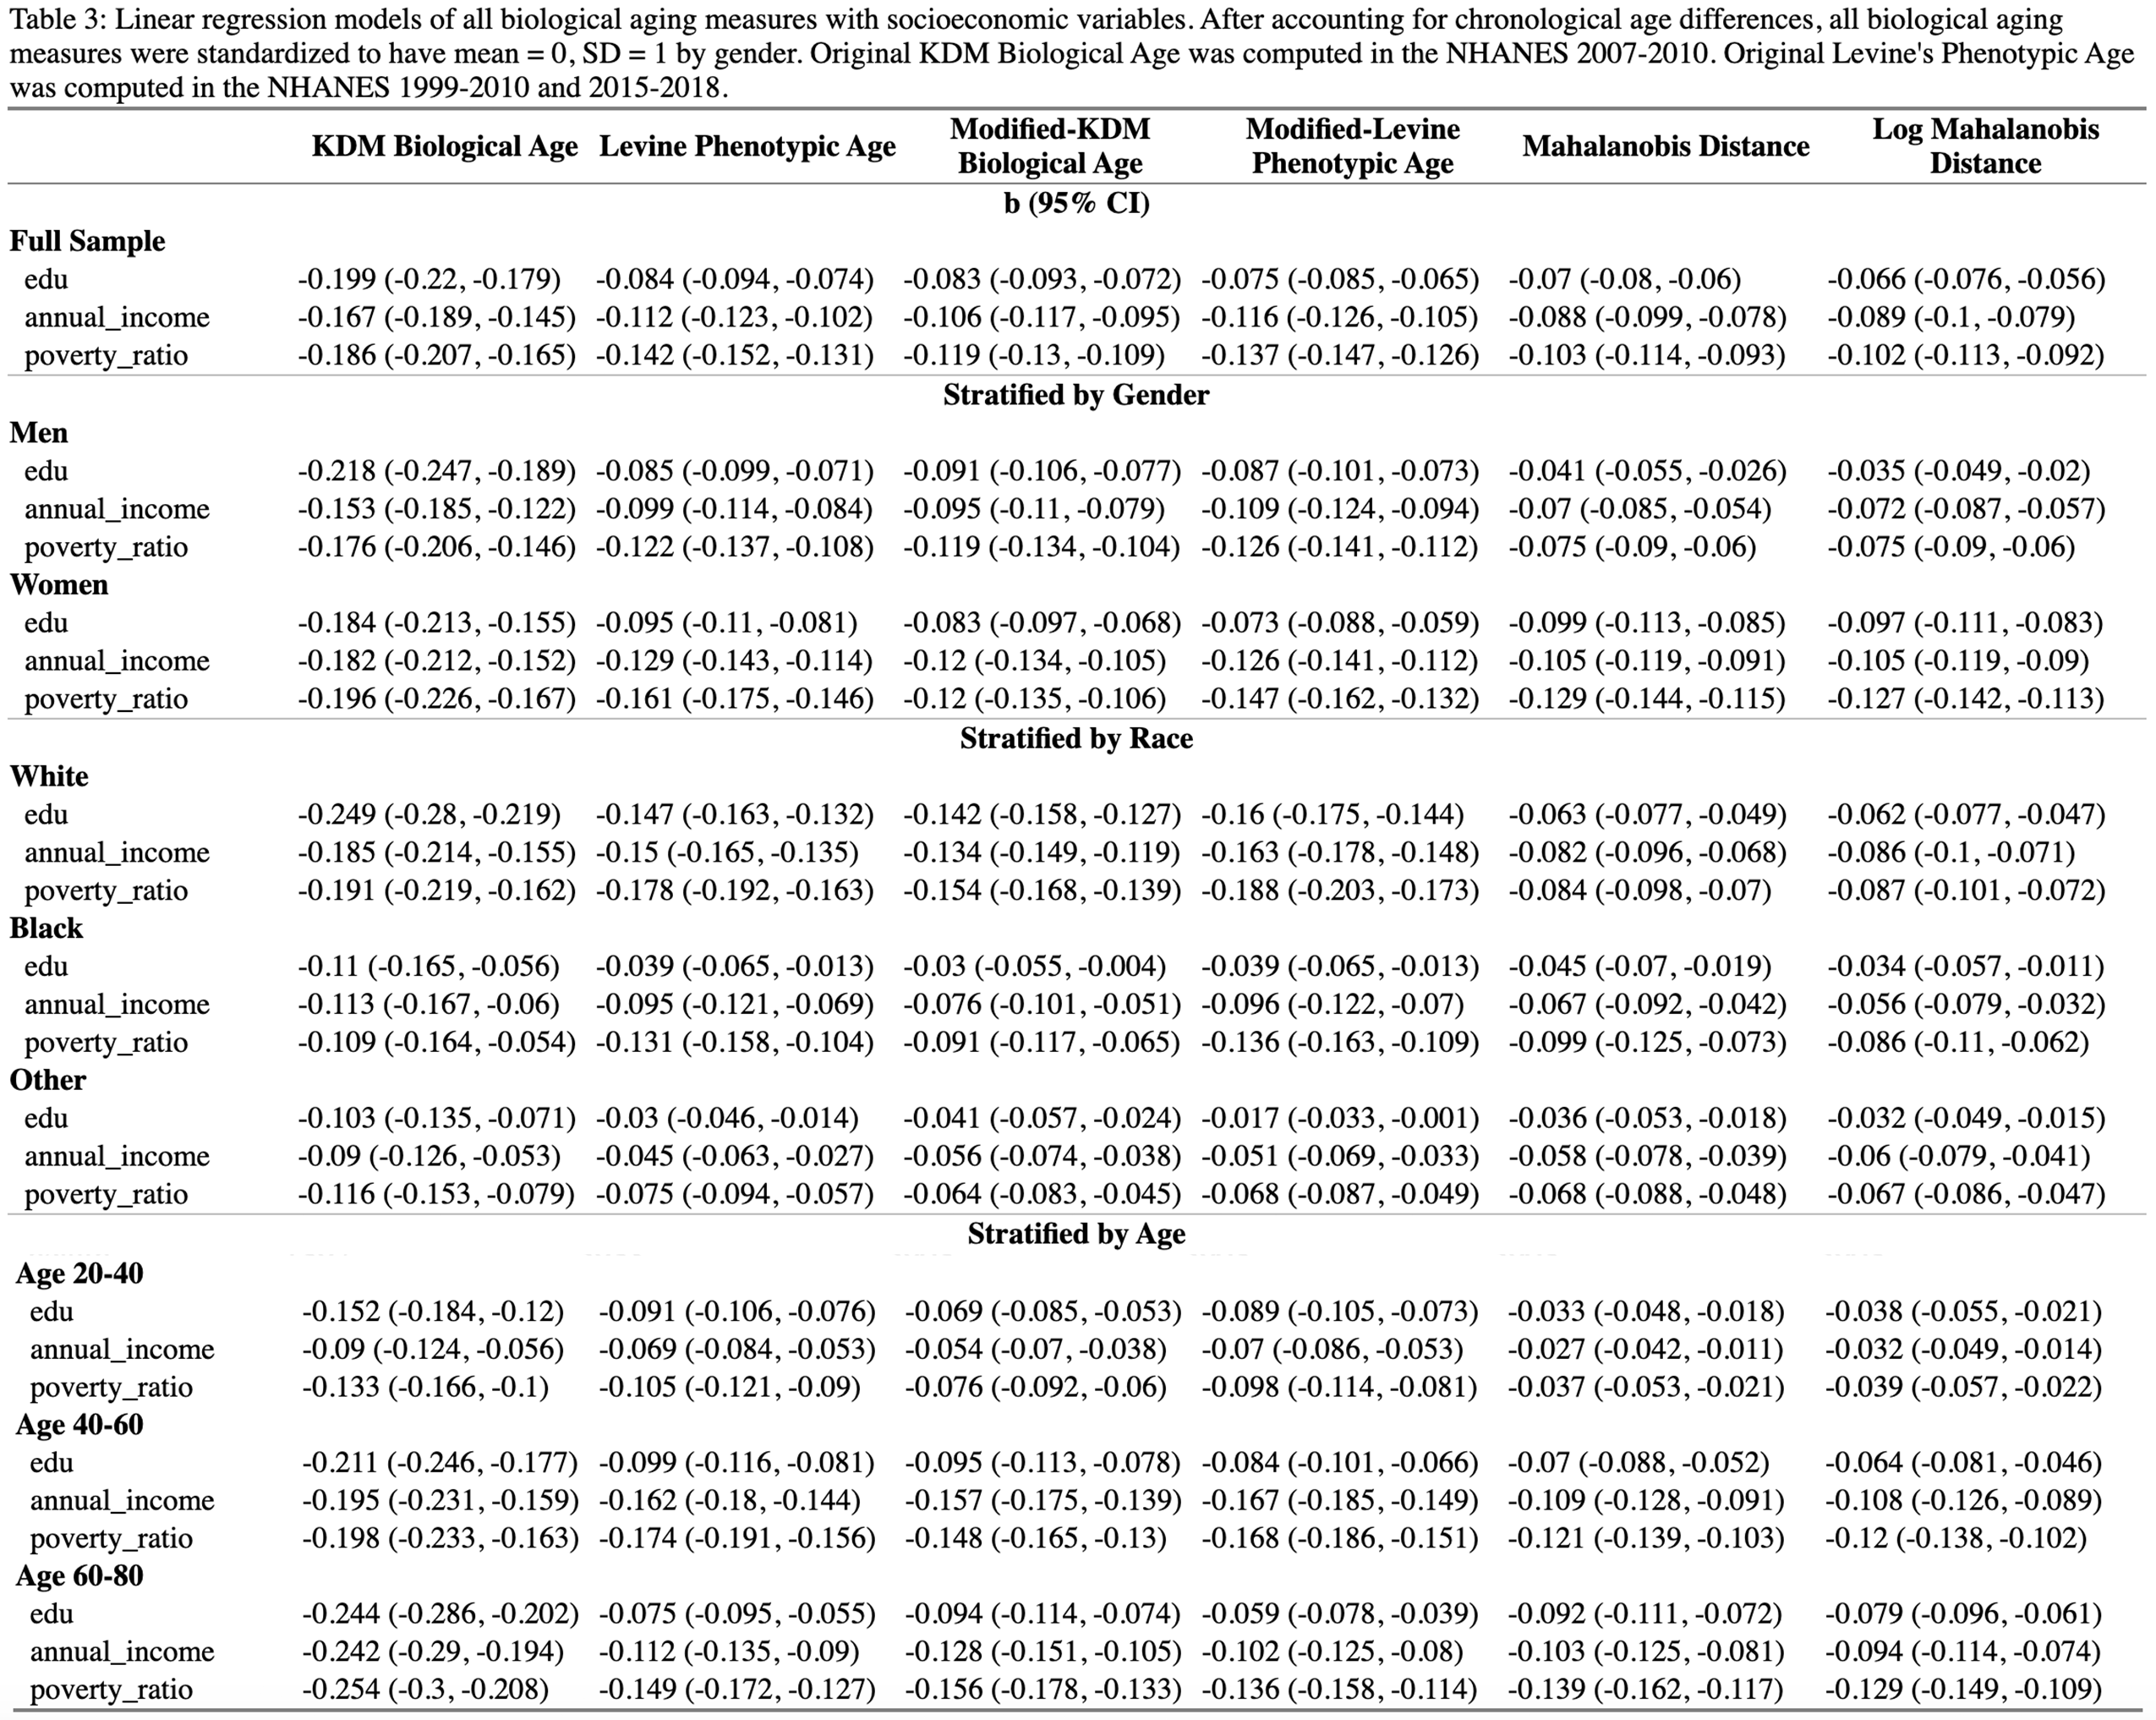 Table 3: Linear regression models of all biological aging measures with socioeconomic variables. After accounting for chronological age differences, all biological aging
measures were standardized to have mean = 0, SD = 1 by gender. Original KDM Biological Age was computed in the NHANES 2007-2010. Original Levine's Phenotypic Age
was computed in the NHANES 1999-2010 and 2015-2018.
KDM Biological Age Levine Phenotypic Age Modified-KDM Biological Age Modified-Levine Phenotypic Age Mahalanobis Distance Log Mahalanobis Distance
b (95% CI)
Full Sample
edu -0.199 (-0.22, -0.179) -0.084 (-0.094, -0.074) -0.083 (-0.093, -0.072) -0.075 (-0.085, -0.065) -0.07 (-0.08, -0.06) -0.066 (-0.076, -0.056)
annual_income -0.167 (-0.189, -0.145) -0.112 (-0.123, -0.102) -0.106 (-0.117, -0.095) -0.116 (-0.126, -0.105) -0.088 (-0.099, -0.078) -0.089 (-0.1, -0.079)
poverty_ratio -0.186 (-0.207, -0.165) -0.142 (-0.152, -0.131) -0.119 (-0.13, -0.109) -0.137 (-0.147, -0.126) -0.103 (-0.114, -0.093) -0.102 (-0.113, -0.092)
Stratified by Gender
Men
edu -0.218 (-0.247, -0.189) -0.085 (-0.099, -0.071) -0.091 (-0.106, -0.077) -0.087 (-0.101, -0.073) -0.041 (-0.055, -0.026) -0.035 (-0.049, -0.02)
annual_income -0.153 (-0.185, -0.122) -0.099 (-0.114, -0.084) -0.095 (-0.11, -0.079) -0.109 (-0.124, -0.094) -0.07 (-0.085, -0.054) -0.072 (-0.087, -0.057)
poverty_ratio -0.176 (-0.206, -0.146) -0.122 (-0.137, -0.108) -0.119 (-0.134, -0.104) -0.126 (-0.141, -0.112) -0.075 (-0.09, -0.06) -0.075 (-0.09, -0.06)
Women
edu -0.184 (-0.213, -0.155) -0.095 (-0.11, -0.081) -0.083 (-0.097, -0.068) -0.073 (-0.088, -0.059) -0.099 (-0.113, -0.085) -0.097 (-0.111, -0.083)
annual_income -0.182 (-0.212, -0.152) -0.129 (-0.143, -0.114) -0.12 (-0.134, -0.105) -0.126 (-0.141, -0.112) -0.105 (-0.119, -0.091) -0.105 (-0.119, -0.09)
poverty_ratio -0.196 (-0.226, -0.167) -0.161 (-0.175, -0.146) -0.12 (-0.135, -0.106) -0.147 (-0.162, -0.132) -0.129 (-0.144, -0.115) -0.127 (-0.142, -0.113)
Stratified by Race
White
edu -0.249 (-0.28, -0.219) -0.147 (-0.163, -0.132) -0.142 (-0.158, -0.127) -0.16 (-0.175, -0.144) -0.063 (-0.077, -0.049) -0.062 (-0.077, -0.047)
annual_income -0.185 (-0.214, -0.155) -0.15 (-0.165, -0.135) -0.134 (-0.149, -0.119) -0.163 (-0.178, -0.148) -0.082 (-0.096, -0.068) -0.086 (-0.1, -0.071)
poverty_ratio -0.191 (-0.219, -0.162) -0.178 (-0.192, -0.163) -0.154 (-0.168, -0.139) -0.188 (-0.203, -0.173) -0.084 (-0.098, -0.07) -0.087 (-0.101, -0.072)
Black
edu -0.11 (-0.165, -0.056) -0.039 (-0.065, -0.013) -0.03 (-0.055, -0.004) -0.039 (-0.065, -0.013) -0.045 (-0.07, -0.019) -0.034 (-0.057, -0.011)
annual_income -0.113 (-0.167, -0.06) -0.095 (-0.121, -0.069) -0.076 (-0.101, -0.051) -0.096 (-0.122, -0.07) -0.067 (-0.092, -0.042) -0.056 (-0.079, -0.032)
poverty_ratio -0.109 (-0.164, -0.054) -0.131 (-0.158, -0.104) -0.091 (-0.117, -0.065) -0.136 (-0.163, -0.109) -0.099 (-0.125, -0.073) -0.086 (-0.11, -0.062)
Other
edu -0.103 (-0.135, -0.071) -0.03 (-0.046, -0.014) -0.041 (-0.057, -0.024) -0.017 (-0.033, -0.001) -0.036 (-0.053, -0.018) -0.032 (-0.049, -0.015)
annual_income -0.09 (-0.126, -0.053) -0.045 (-0.063, -0.027) -0.056 (-0.074, -0.038) -0.051 (-0.069, -0.033) -0.058 (-0.078, -0.039) -0.06 (-0.079, -0.041)
poverty_ratio -0.116 (-0.153, -0.079) -0.075 (-0.094, -0.057) -0.064 (-0.083, -0.045) -0.068 (-0.087, -0.049) -0.068 (-0.088, -0.048) -0.067 (-0.086, -0.047)
Stratified by Age
Age 20-40
edu -0.152 (-0.184, -0.12) -0.091 (-0.106, -0.076) -0.069 (-0.085, -0.053) -0.089 (-0.105, -0.073) -0.033 (-0.048, -0.018) -0.038 (-0.055, -0.021)
annual_income -0.09 (-0.124, -0.056) -0.069 (-0.084, -0.053) -0.054 (-0.07, -0.038) -0.07 (-0.086, -0.053) -0.027 (-0.042, -0.011) -0.032 (-0.049, -0.014)
poverty_ratio -0.133 (-0.166, -0.1) -0.105 (-0.121, -0.09) -0.076 (-0.092, -0.06) -0.098 (-0.114, -0.081) -0.037 (-0.053, -0.021) -0.039 (-0.057, -0.022)
Age 40-60
edu -0.211 (-0.246, -0.177) -0.099 (-0.116, -0.081) -0.095 (-0.113, -0.078) -0.084 (-0.101, -0.066) -0.07 (-0.088, -0.052) -0.064 (-0.081, -0.046)
annual_income -0.195 (-0.231, -0.159) -0.162 (-0.18, -0.144) -0.157 (-0.175, -0.139) -0.167 (-0.185, -0.149) -0.109 (-0.128, -0.091) -0.108 (-0.126, -0.089)
poverty_ratio -0.198 (-0.233, -0.163) -0.174 (-0.191, -0.156) -0.148 (-0.165, -0.13) -0.168 (-0.186, -0.151) -0.121 (-0.139, -0.103) -0.12 (-0.138, -0.102)
Age 60-80
edu -0.244 (-0.286, -0.202) -0.075 (-0.095, -0.055) -0.094 (-0.114, -0.074) -0.059 (-0.078, -0.039) -0.092 (-0.111, -0.072) -0.079 (-0.096, -0.061)
annual_income -0.242 (-0.29, -0.194) -0.112 (-0.135, -0.09) -0.128 (-0.151, -0.105) -0.102 (-0.125, -0.08) -0.103 (-0.125, -0.081) -0.094 (-0.114, -0.074)
poverty_ratio -0.254 (-0.3, -0.208) -0.149 (-0.172, -0.127) -0.156 (-0.178, -0.133) -0.136 (-0.158, -0.114) -0.139 (-0.162, -0.117) -0.129 (-0.149, -0.109)